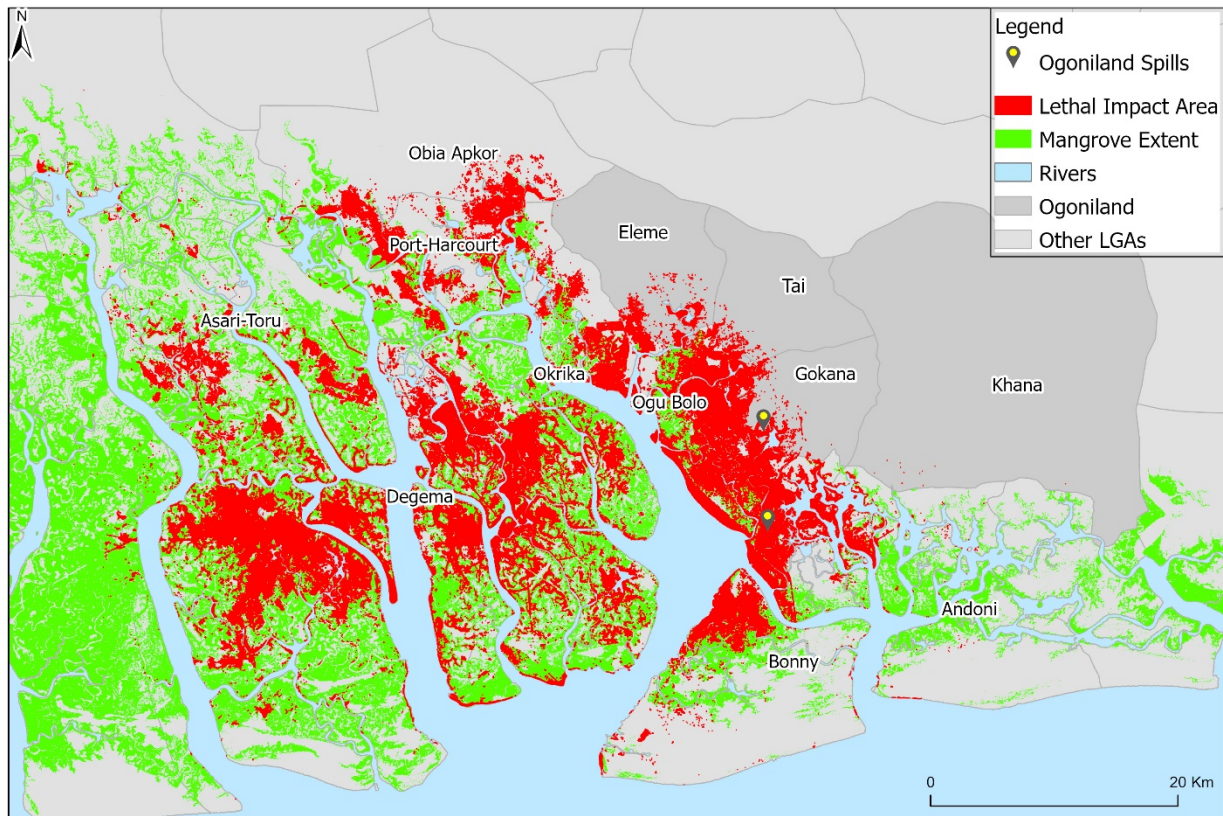 N
Legend
Ogoniland Spills
Lethal Impact Area
Mangrove Extent
Rivers
Ogoniland
Other LGAs
Obia Apkor
Eleme
Port-Harcourt
Tai
Asari-Toru
Okrika
Gokana
Khana
Ogu Bolo
Degema
Andoni
Bonny
0
20 Km